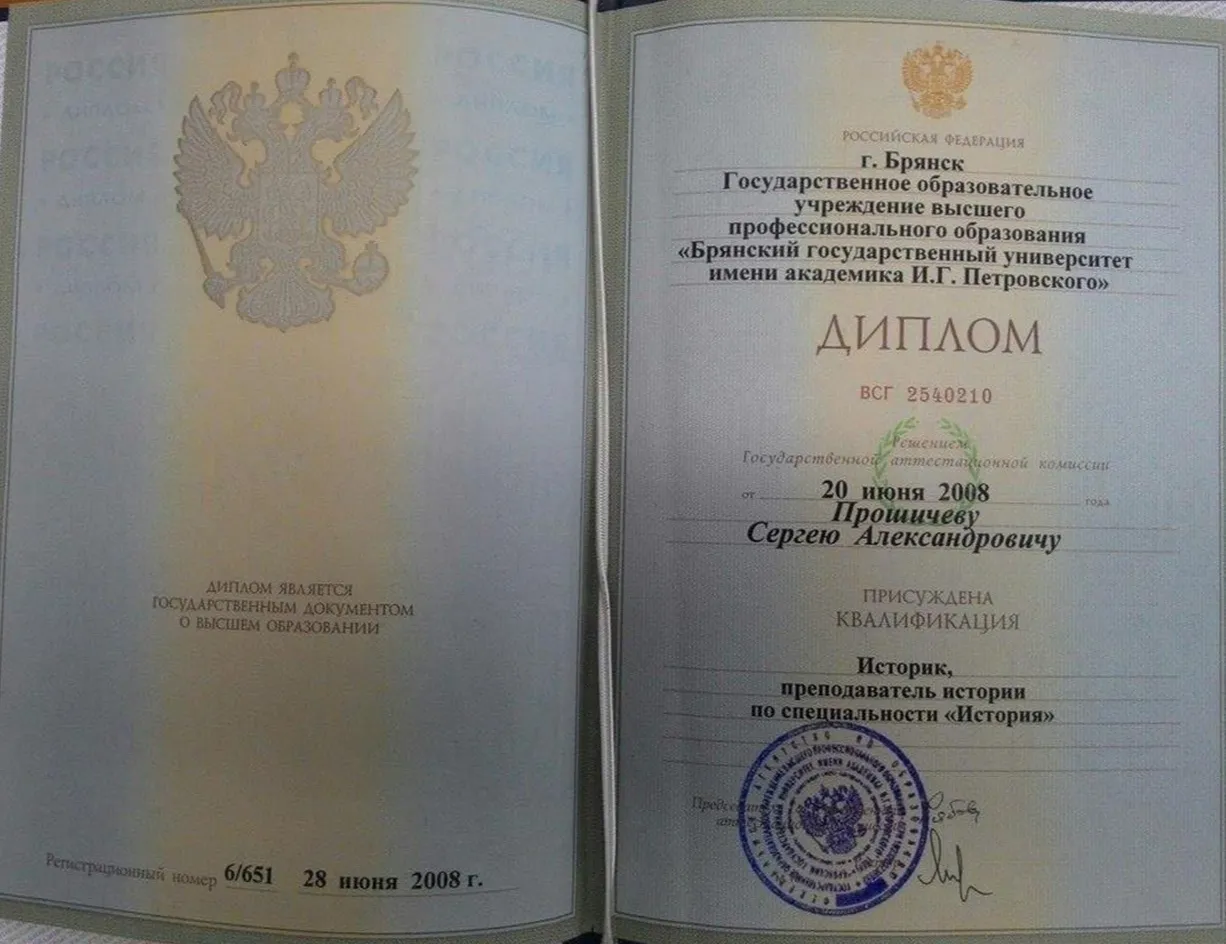 ДИПЛОМ ЯВЛЯЕТСЯ
ГОСУДАРСТВЕННЫМ ДОКУМЕНТОМ
О ВЫСШЕМ ОБРАЗОВАНИИ
Регистрационный номер 6/651 28 июня 2008 г.
РОССИЙСКАЯ ФЕДЕРАЦИЯ
г. Брянск
Государственное образовательное
учреждение высшего
профессионального образования
«Брянский государственный университет
имени академика И.Г. Петровского»
ДИПЛОМ
ВСГ 2540210
Решением
Государственной аттестационной комиссии
от 20 июня 2008 года
Прошичеву
Сергею Александровичу
ПРИСУЖДЕНА
КВАЛИФИКАЦИЯ
Историк,
преподаватель истории
по специальности «История»